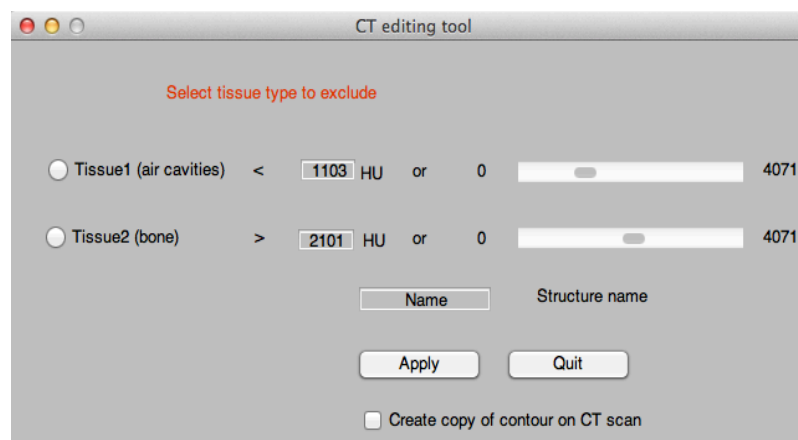 CT editing tool
Select tissue type to exclude
Tissue1 (air cavities) < 1103 HU or 0 4071
Tissue2 (bone) > 2101 HU or 0 4071
Name Structure name
Apply Quit
Create copy of contour on CT scan